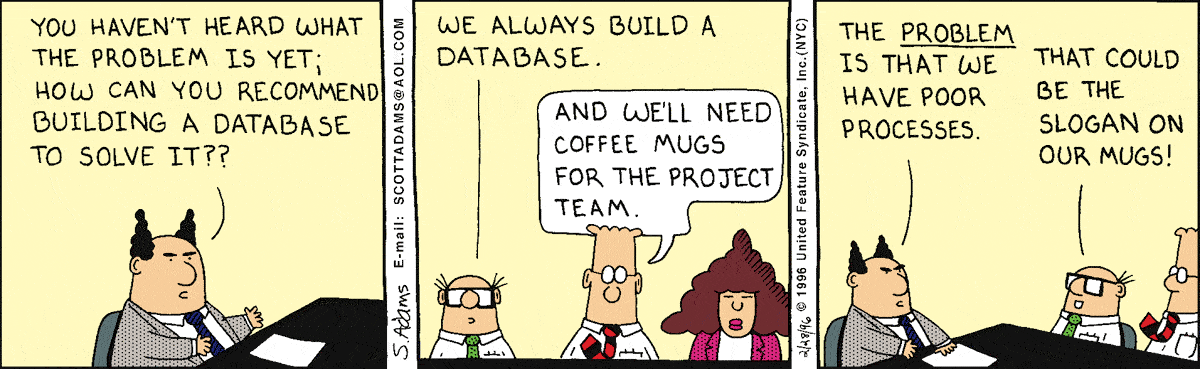 YOU HAVEN'T HEARD WHAT
THE PROBLEM IS YET;
HOW CAN YOU RECOMMEND
BUILDING A DATABASE
TO SOLVE IT??
S. Adams E-mail: SCOTTADAMS@AOL.COM
WE ALWAYS BUILD A
DATABASE.
AND WE'LL NEED
COFFEE MUGS
FOR THE PROJECT
TEAM.
2/28/96 © 1996 United Feature Syndicate, Inc.(NYC)
THE PROBLEM
IS THAT WE
HAVE POOR
PROCESSES.
THAT COULD
BE THE
SLOGAN ON
OUR MUGS!